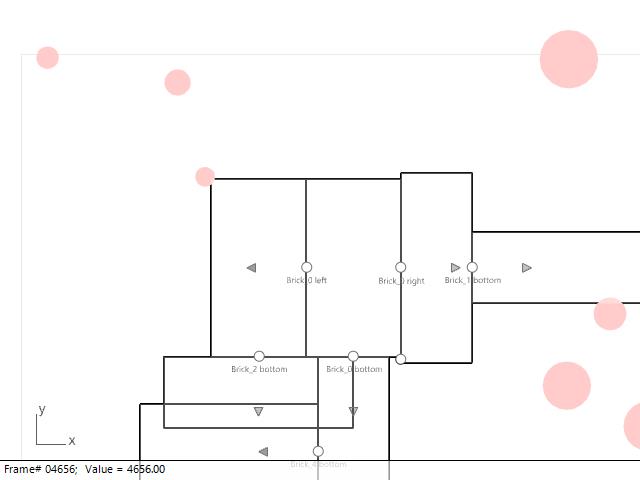 Brick_0 left
Brick_0 right
Brick_1 bottom
Brick_2 bottom
Brick_0 bottom
y
x
Brick_4 bottom
Frame# 04656; Value = 4656.00